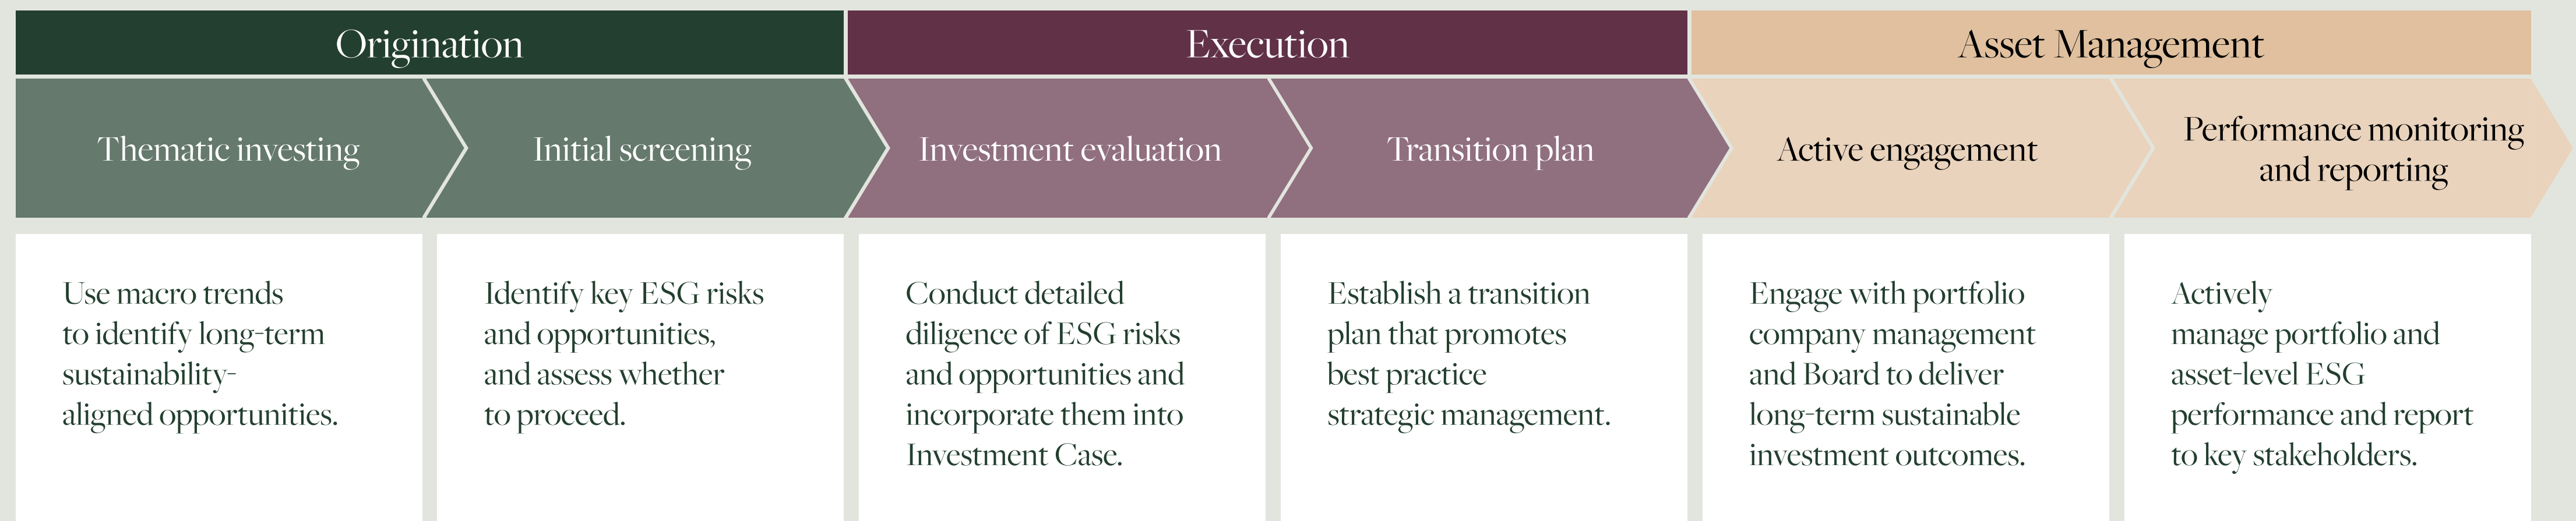 Origination
Execution
Asset Management
Thematic investing
Initial screening
Investment evaluation
Transition plan
Active engagement
Performance monitoring
and reporting
Use macro trends
to identify long-term
sustainability-
aligned opportunities.
Identify key ESG risks
and opportunities,
and assess whether
to proceed.
Conduct detailed
diligence of ESG risks
and opportunities and
incorporate them into
Investment Case.
Establish a transition
plan that promotes
best practice
strategic management.
Engage with portfolio
company management
and Board to deliver
long-term sustainable
investment outcomes.
Actively
manage portfolio and
asset-level ESG
performance and report
to key stakeholders.